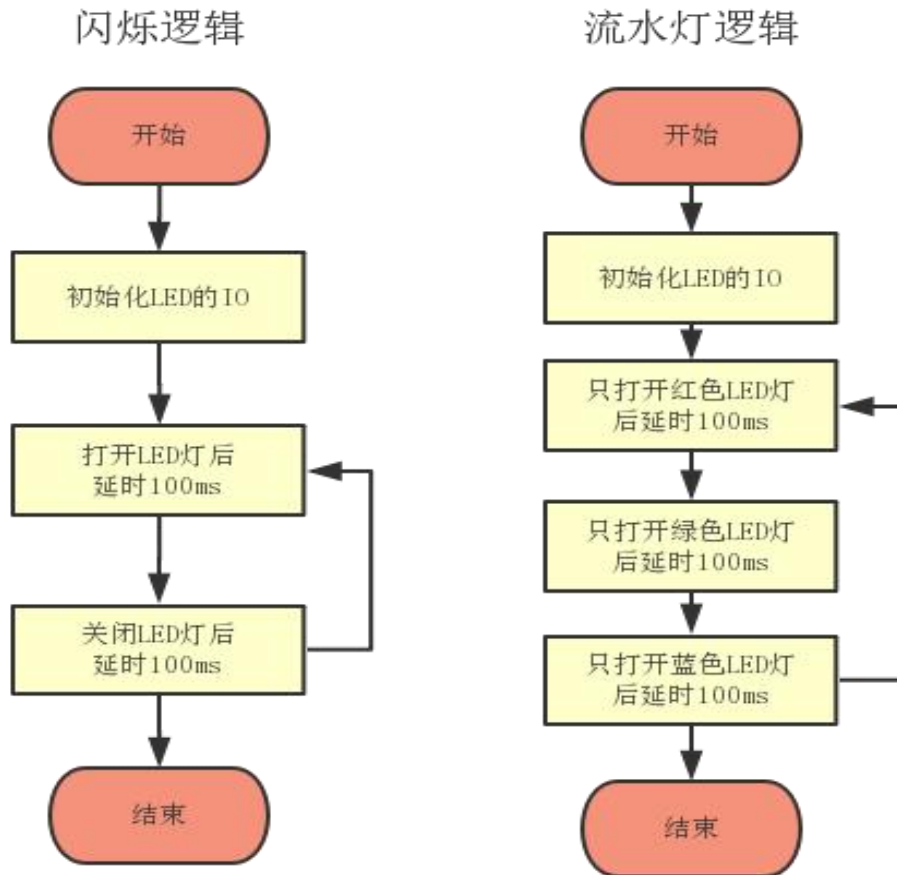 闪烁逻辑
开始
初始化LED的IO
打开LED灯后
延时100ms
关闭LED灯后
延时100ms
结束
流水灯逻辑
开始
初始化LED的IO
只打开红色LED灯
后延时100ms
只打开绿色LED灯
后延时100ms
只打开蓝色LED灯
后延时100ms
结束